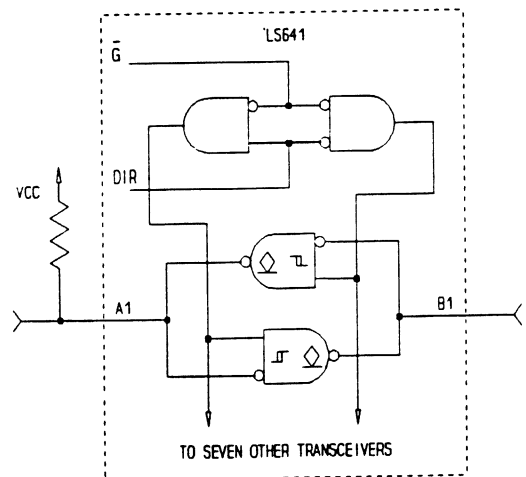 'LS641
G̅
DIR
VCC
A1
B1
TO SEVEN OTHER TRANSCEIVERS